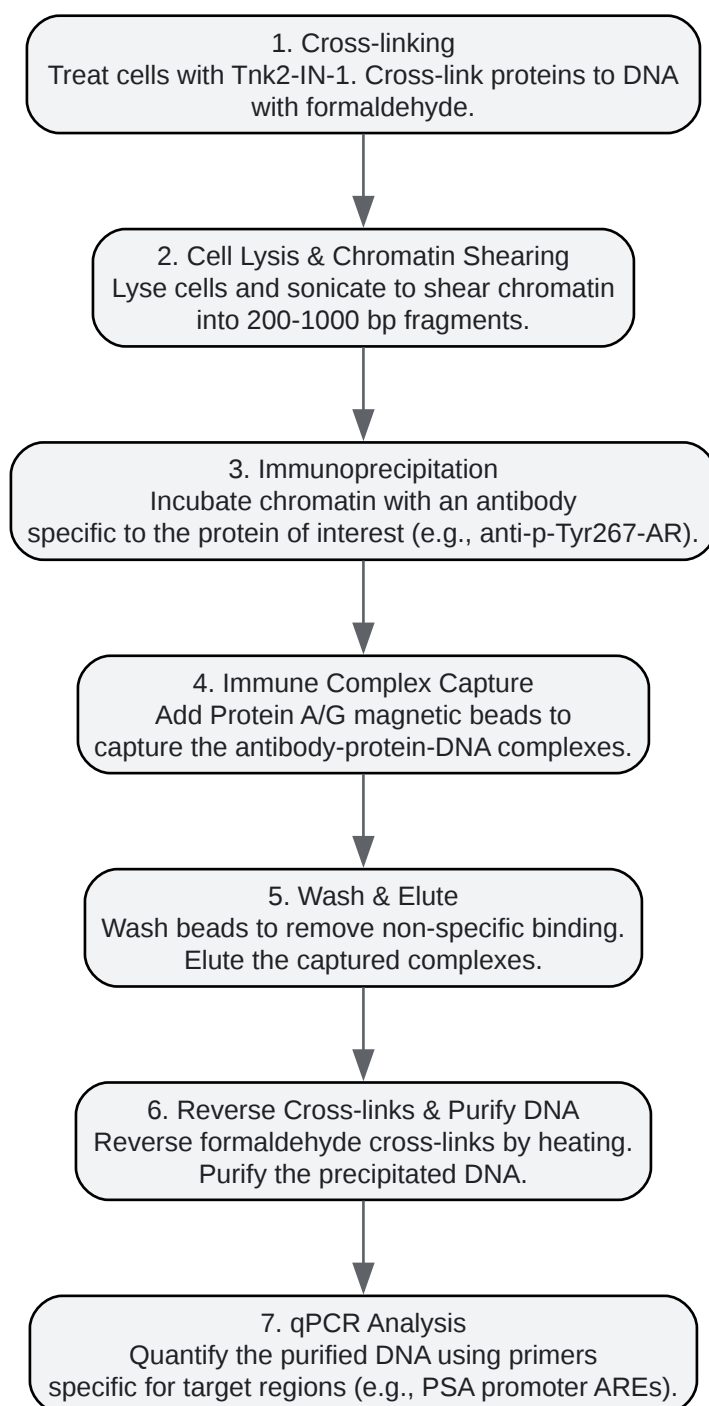 1. Cross-linking
Treat cells with Tnk2-IN-1. Cross-link proteins to DNA
with formaldehyde.
2. Cell Lysis & Chromatin Shearing
Lyse cells and sonicate to shear chromatin
into 200-1000 bp fragments.
3. Immunoprecipitation
Incubate chromatin with an antibody
specific to the protein of interest (e.g., anti-p-Tyr267-AR).
4. Immune Complex Capture
Add Protein A/G magnetic beads to
capture the antibody-protein-DNA complexes.
5. Wash & Elute
Wash beads to remove non-specific binding.
Elute the captured complexes.
6. Reverse Cross-links & Purify DNA
Reverse formaldehyde cross-links by heating.
Purify the precipitated DNA.
7. qPCR Analysis
Quantify the purified DNA using primers
specific for target regions (e.g., PSA promoter AREs).